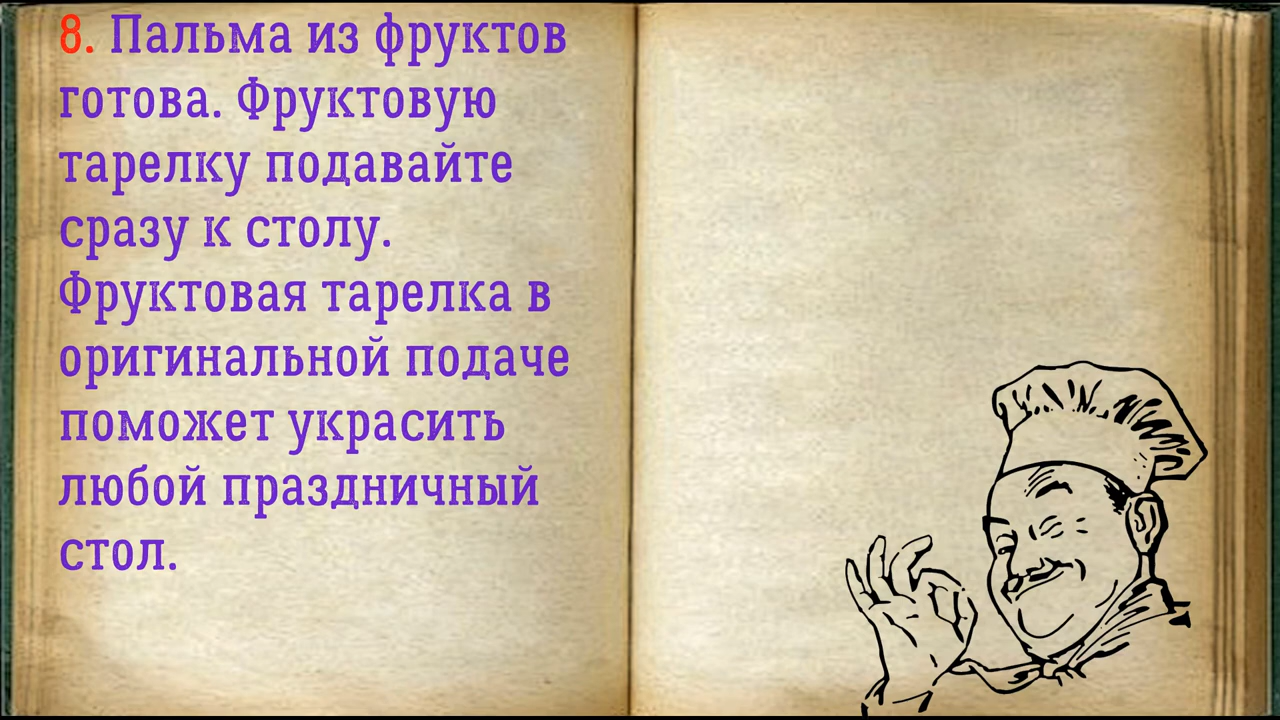 8. Пальма из фруктов
готова. Фруктовую
тарелку подавайте
сразу к столу.
Фруктовая тарелка в
оригинальной подаче
поможет украсить
любой праздничный
стол.